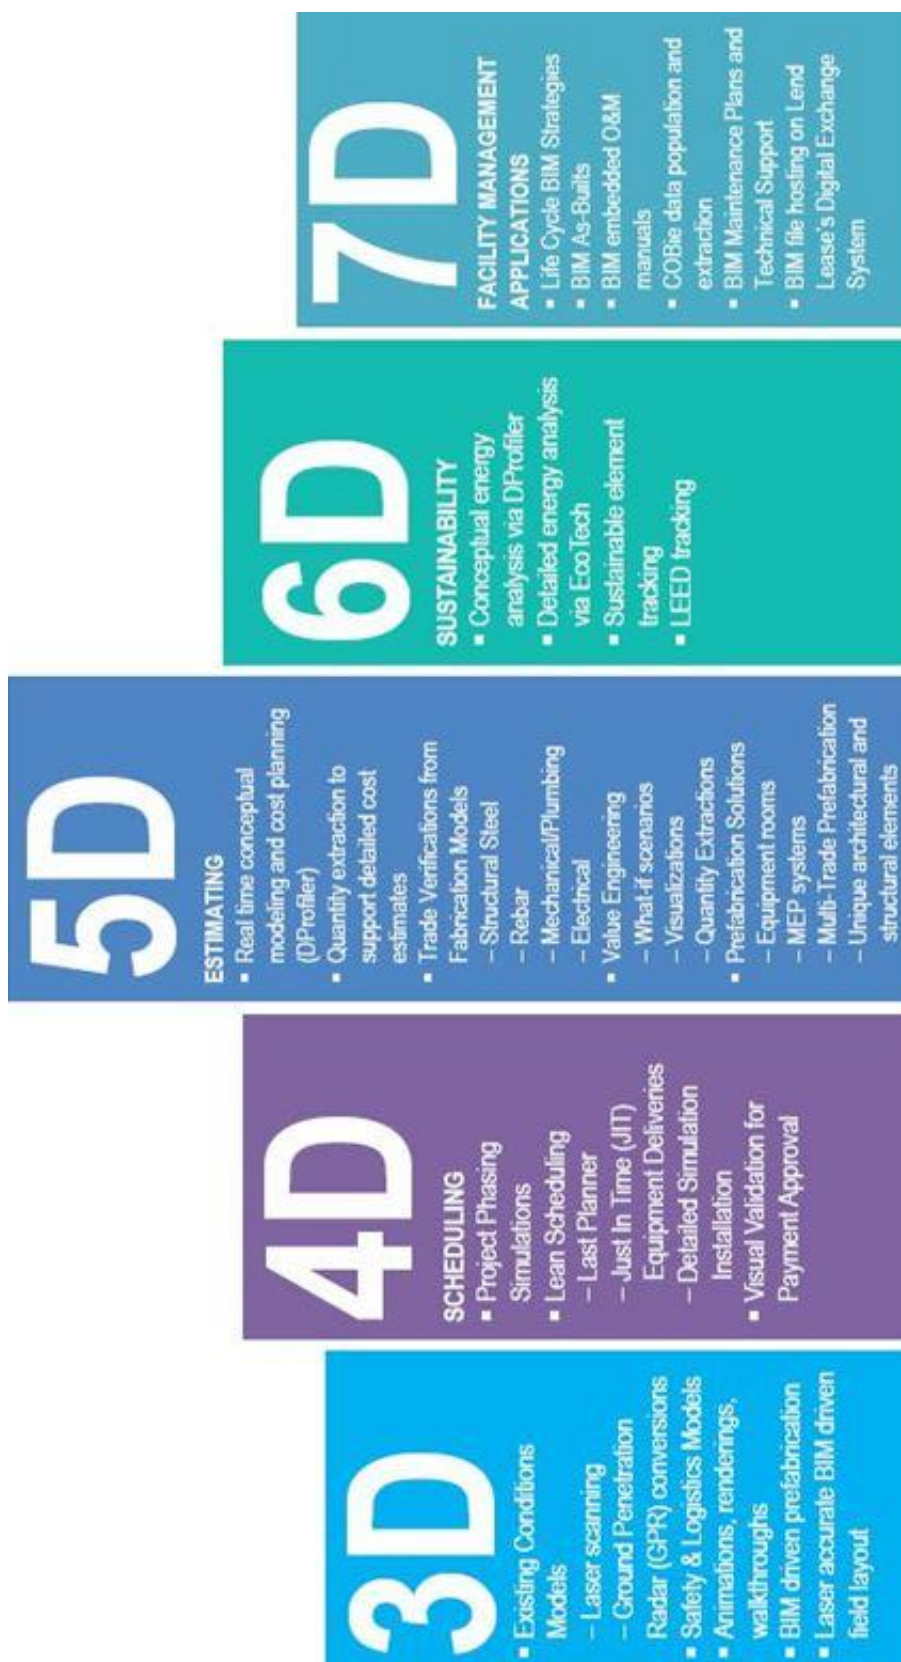 3D
▪ Existing Conditions
Models
– Laser scanning
– Ground Penetration
Radar (GPR) conversions
▪ Safety & Logistics Models
▪ Animations, renderings,
walkthroughs
▪ BIM driven prefabrication
▪ Laser accurate BIM driven
field layout
4D
SCHEDULING
▪ Project Phasing
Simulations
▪ Lean Scheduling
– Last Planner
– Just In Time (JIT)
Equipment Deliveries
– Detailed Simulation
Installation
▪ Visual Validation for
Payment Approval
5D
ESTIMATING
▪ Real time conceptual
modeling and cost planning
(DProfiler)
▪ Quantity extraction to
support detailed cost
estimates
▪ Trade Verifications from
Fabrication Models
– Structural Steel
– Rebar
– Mechanical/Plumbing
– Electrical
▪ Value Engineering
– What-if scenarios
– Visualizations
– Quantity Extractions
▪ Prefabrication Solutions
– Equipment rooms
– MEP systems
– Multi-Trade Prefabrication
– Unique architectural and
structural elements
6D
SUSTAINABILITY
▪ Conceptual energy
analysis via DProfiler
▪ Detailed energy analysis
via EcoTech
▪ Sustainable element
tracking
▪ LEED tracking
7D
FACILITY MANAGEMENT
APPLICATIONS
▪ Life Cycle BIM Strategies
▪ BIM As-Builts
▪ BIM embedded O&M
manuals
▪ COBie data population and
extraction
▪ BIM Maintenance Plans and
Technical Support
▪ BIM file hosting on Lend
Lease's Digital Exchange
System